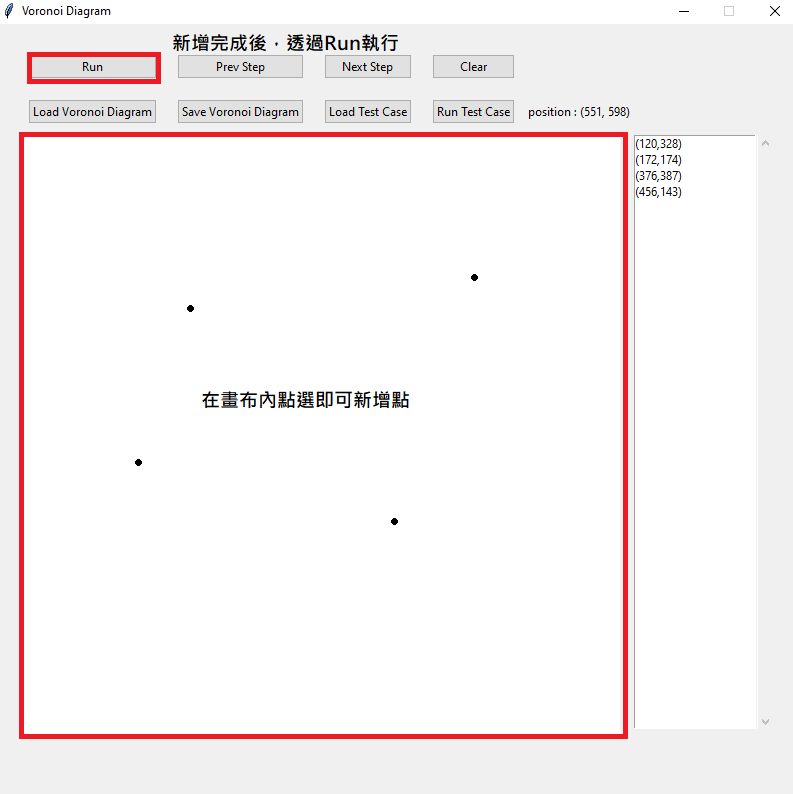 Voronoi Diagram
新增完成後，透過Run執行
Run
Prev Step
Next Step
Clear
Load Voronoi Diagram
Save Voronoi Diagram
Load Test Case
Run Test Case
position : (551, 598)
(120,328)
(172,174)
(376,387)
(456,143)
在畫布內點選即可新增點